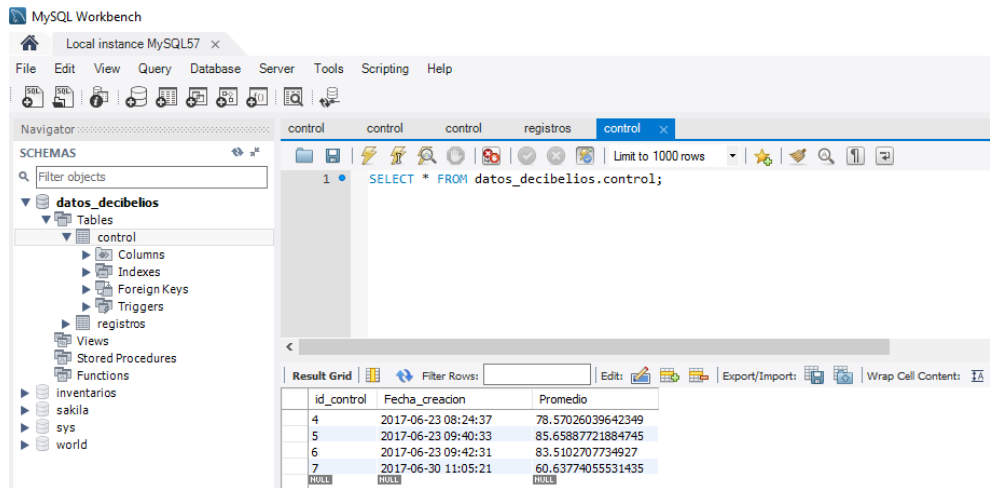 MySQL Workbench
Local instance MySQL57 ×
File Edit View Query Database Server Tools Scripting Help
Navigator
control control control registros control ×
SCHEMAS
Limit to 1000 rows
Filter objects
1 SELECT * FROM datos_decibelios.control;
datos_decibelios
Tables
control
Columns
Indexes
Foreign Keys
Triggers
registros
Views
Stored Procedures
Functions
inventarios
sakila
sys
world
Result Grid Filter Rows: Edit: Export/Import: Wrap Cell Content: IA
id_control Fecha_creacion Promedio
4 2017-06-23 08:24:37 78.57026039642349
5 2017-06-23 09:40:33 85.65887721884745
6 2017-06-23 09:42:31 83.5102707734927
7 2017-06-30 11:05:21 60.63774055531435
NULL NULL NULL